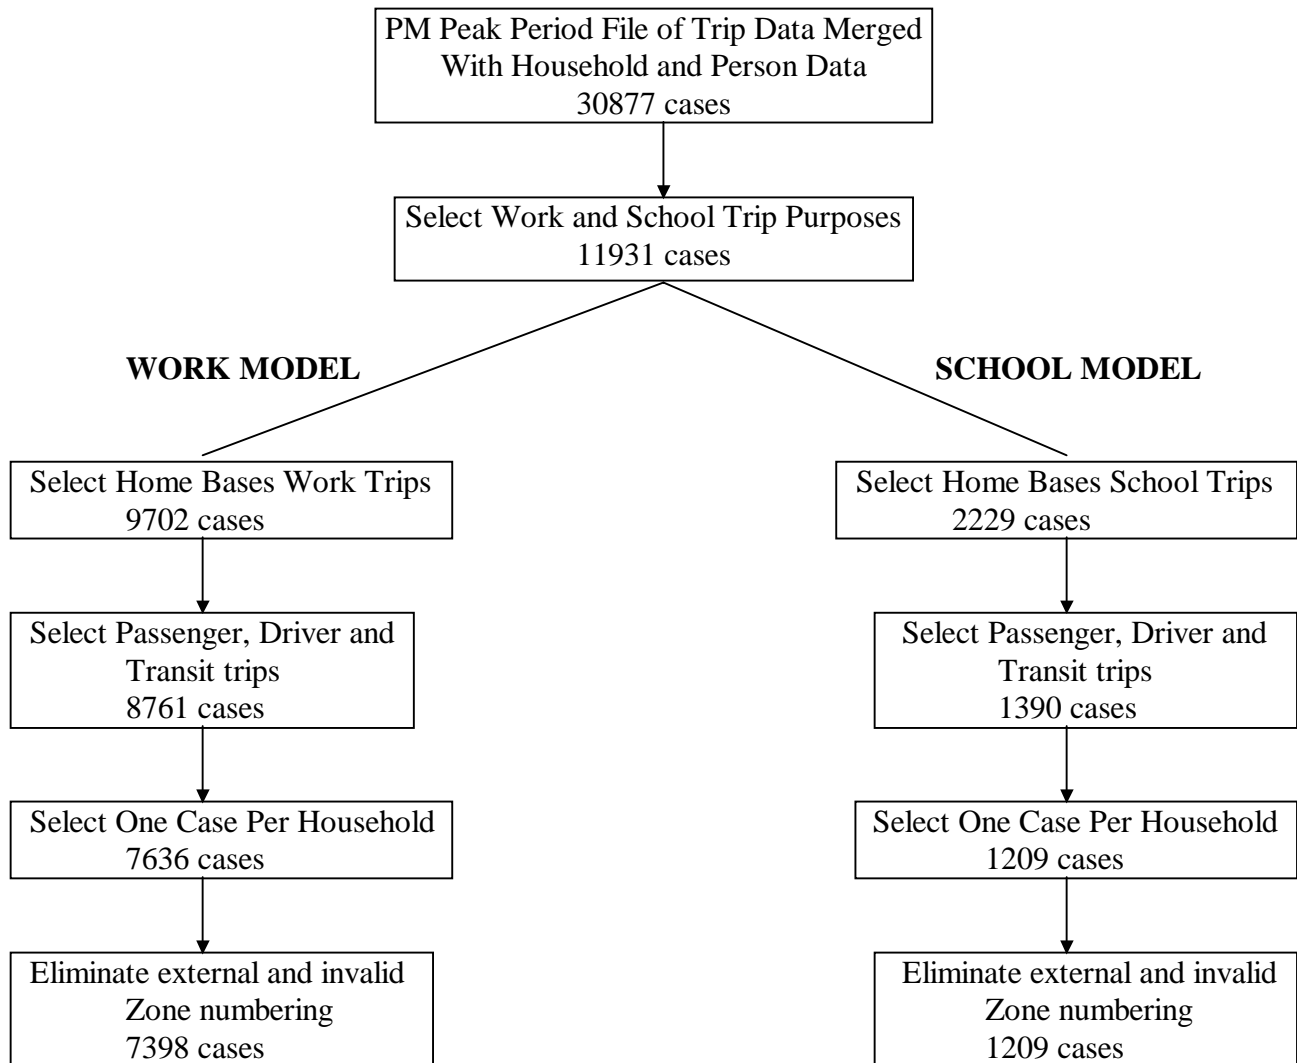 PM Peak Period File of Trip Data Merged
With Household and Person Data
30877 cases
Select Work and School Trip Purposes
11931 cases
WORK MODEL
SCHOOL MODEL
Select Home Bases Work Trips
9702 cases
Select Home Bases School Trips
2229 cases
Select Passenger, Driver and
Transit trips
8761 cases
Select Passenger, Driver and
Transit trips
1390 cases
Select One Case Per Household
7636 cases
Select One Case Per Household
1209 cases
Eliminate external and invalid
Zone numbering
7398 cases
Eliminate external and invalid
Zone numbering
1209 cases